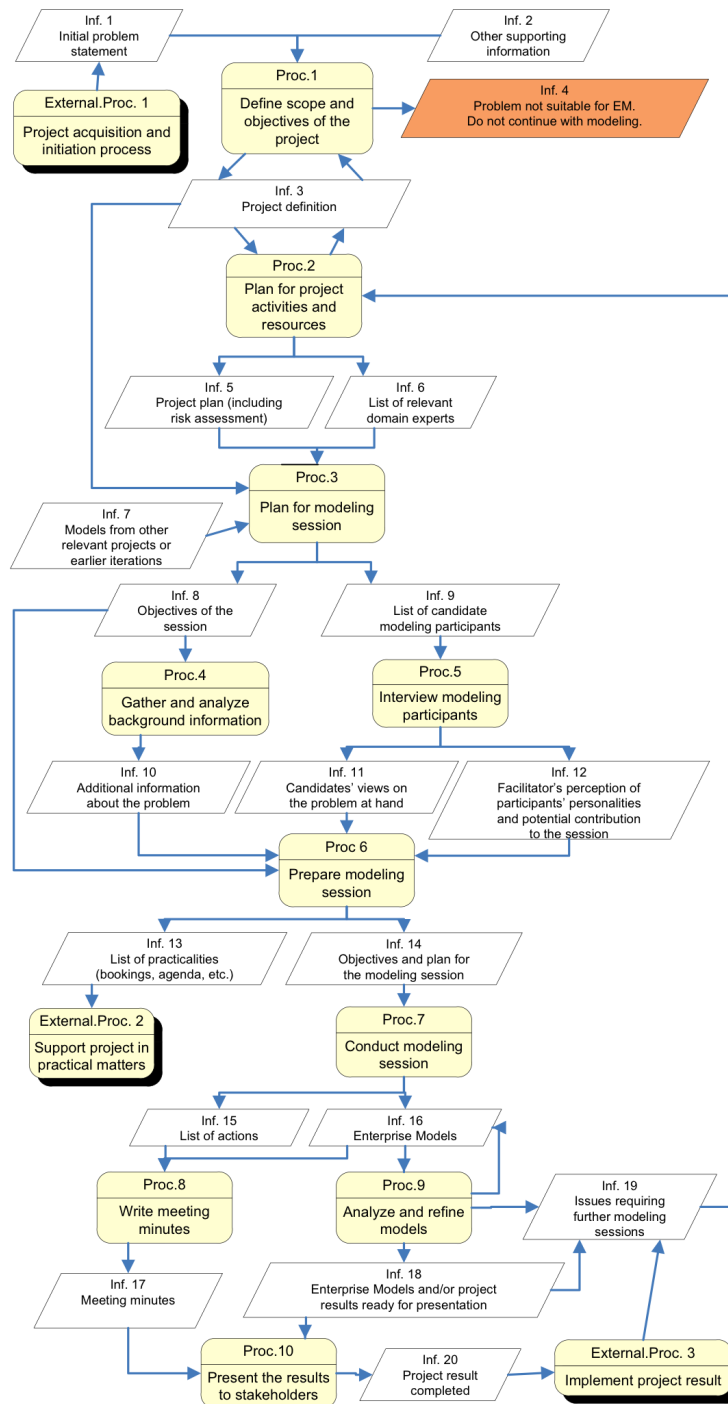 Inf. 1
Initial problem
statement
Inf. 2
Other supporting
information
Proc.1
Define scope and
objectives of the
project
Inf. 4
Problem not suitable for EM.
Do not continue with modeling.
External.Proc. 1
Project acquisition and
initiation process
Inf. 3
Project definition
Proc.2
Plan for project
activities and
resources
Inf. 5
Project plan (including
risk assessment)
Inf. 6
List of relevant
domain experts
Proc.3
Plan for modeling
session
Inf. 7
Models from other
relevant projects or
earlier iterations
Inf. 8
Objectives of the
session
Inf. 9
List of candidate
modeling participants
Proc.4
Gather and analyze
background information
Proc.5
Interview modeling
participants
Inf. 10
Additional information
about the problem
Inf. 11
Candidates' views on
the problem at hand
Inf. 12
Facilitator's perception of
participants' personalities
and potential contribution
to the session
Proc 6
Prepare modeling
session
Inf. 13
List of practicalities
(bookings, agenda, etc.)
Inf. 14
Objectives and plan for
the modeling session
External.Proc. 2
Support project in
practical matters
Proc.7
Conduct modeling
session
Inf. 15
List of actions
Inf. 16
Enterprise Models
Proc.8
Write meeting
minutes
Proc.9
Analyze and refine
models
Inf. 19
Issues requiring
further modeling
sessions
Inf. 17
Meeting minutes
Inf. 18
Enterprise Models and/or project
results ready for presentation
Proc.10
Present the results
to stakeholders
Inf. 20
Project result
completed
External.Proc. 3
Implement project result